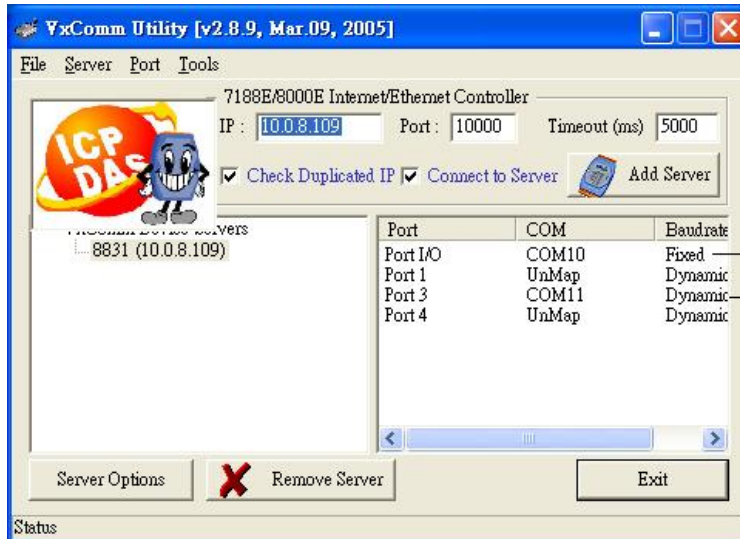 VxComm Utility [v2.8.9, Mar.09, 2005]
File Server Port Tools
7188E/8000E Internet/Ethernet Controller
ICP DAS
IP : 10.0.8.109 Port : 10000 Timeout (ms) 5000
Check Duplicated IP Connect to Server Add Server
Servers
8831 (10.0.8.109)
Port COM Baudrate
Port I/O COM10 Fixed
Port 1 UnMap Dynamic
Port 3 COM11 Dynamic
Port 4 UnMap Dynamic
Server Options Remove Server Exit
Status